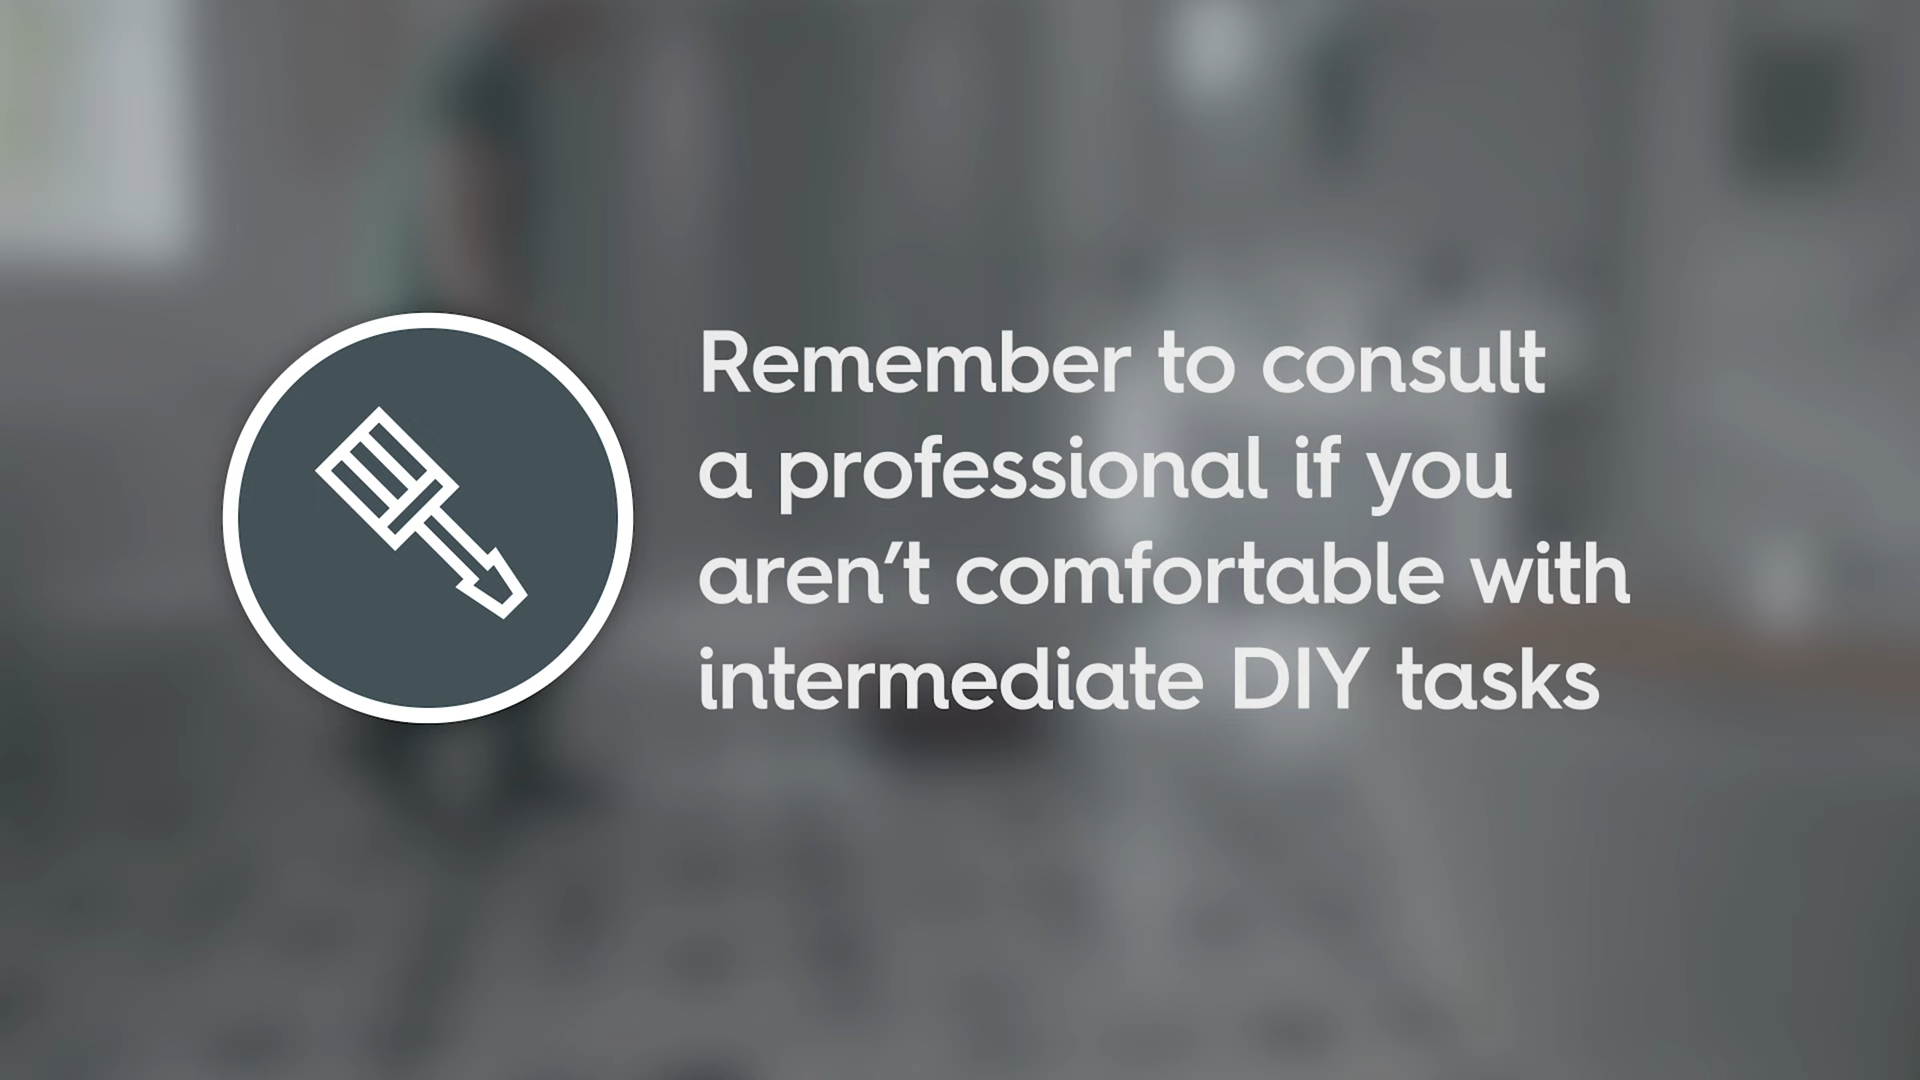 Remember to consult
a professional if you
aren’t comfortable with
intermediate DIY tasks